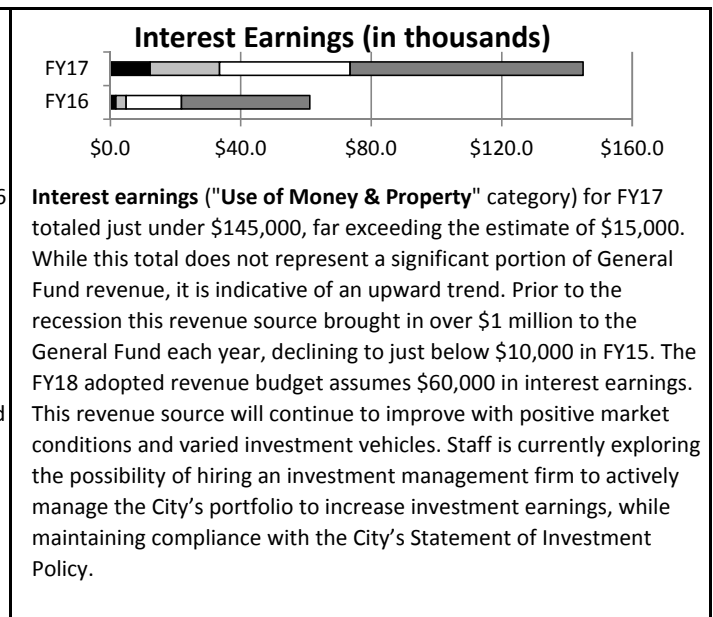 Interest Earnings (in thousands)
FY17
FY16
$0.0 $40.0 $80.0 $120.0 $160.0
6
Interest earnings ("Use of Money & Property" category) for FY17
totaled just under $145,000, far exceeding the estimate of $15,000.
While this total does not represent a significant portion of General
Fund revenue, it is indicative of an upward trend. Prior to the
recession this revenue source brought in over $1 million to the
General Fund each year, declining to just below $10,000 in FY15. The
FY18 adopted revenue budget assumes $60,000 in interest earnings.
d
This revenue source will continue to improve with positive market
conditions and varied investment vehicles. Staff is currently exploring
the possibility of hiring an investment management firm to actively
manage the City’s portfolio to increase investment earnings, while
maintaining compliance with the City’s Statement of Investment
Policy.